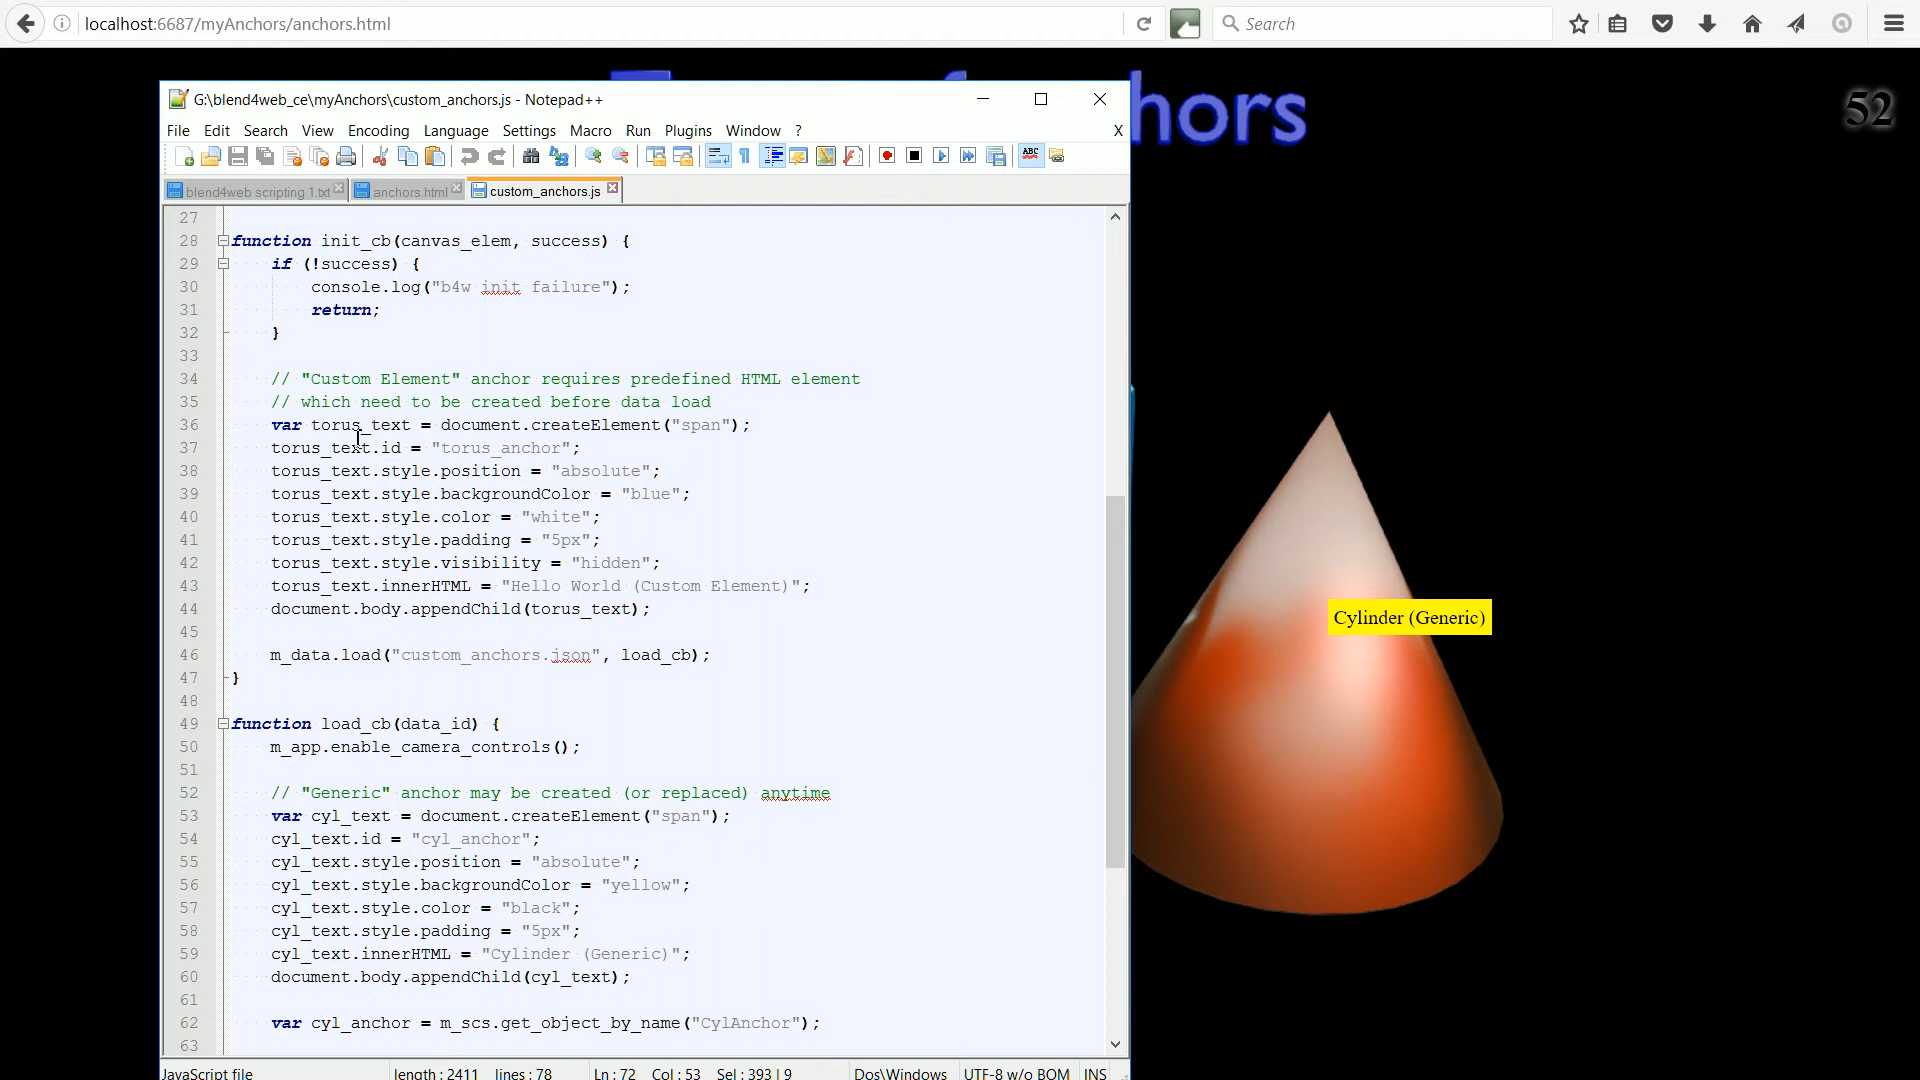 localhost:6687/myAnchors/anchors.html
Search
hors
52
G:\blend4web_ce\myAnchors\custom_anchors.js - Notepad++
File Edit Search View Encoding Language Settings Macro Run Plugins Window ? X
blend4web scripting 1.txt anchors.html custom_anchors.js
27
28 function init_cb(canvas_elem, success) {
29 if (!success) {
30 console.log("b4w init failure");
31 return;
32 }
33
34 // "Custom Element" anchor requires predefined HTML element
35 // which need to be created before data load
36 var torus_text = document.createElement("span");
37 torus_text.id = "torus_anchor";
38 torus_text.style.position = "absolute";
39 torus_text.style.backgroundColor = "blue";
40 torus_text.style.color = "white";
41 torus_text.style.padding = "5px";
42 torus_text.style.visibility = "hidden";
43 torus_text.innerHTML = "Hello World (Custom Element)";
44 document.body.appendChild(torus_text);
45
46 m_data.load("custom_anchors.json", load_cb);
47 }
48
49 function load_cb(data_id) {
50 m_app.enable_camera_controls();
51
52 // "Generic" anchor may be created (or replaced) anytime
53 var cyl_text = document.createElement("span");
54 cyl_text.id = "cyl_anchor";
55 cyl_text.style.position = "absolute";
56 cyl_text.style.backgroundColor = "yellow";
57 cyl_text.style.color = "black";
58 cyl_text.style.padding = "5px";
59 cyl_text.innerHTML = "Cylinder (Generic)";
60 document.body.appendChild(cyl_text);
61
62 var cyl_anchor = m_scs.get_object_by_name("CylAnchor");
63
Cylinder (Generic)
JavaScript file length : 2411 lines : 78 Ln : 72 Col : 53 Sel : 393 | 9 Dos\Windows UTF-8 w/o BOM INS